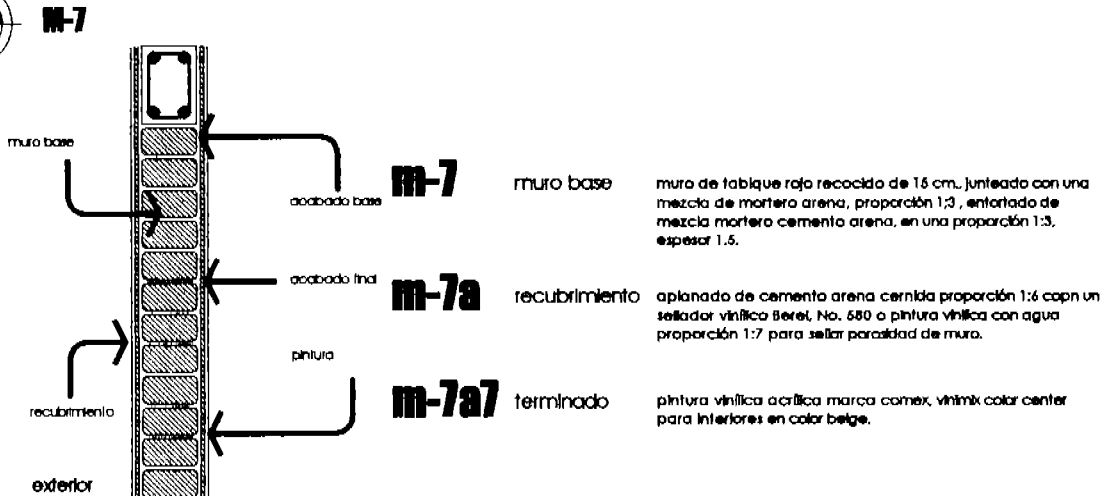 M-7
muro base
acabado base
m-7
muro base
muro de tabique rojo recocido de 15 cm., junteado con una
mezcla de mortero arena, proporción 1;3 , entortado de
mezcla mortero cemento arena, en una proporción 1:3,
espesor 1.5.
acabado final
m-7a
recubrimiento
aplanado de cemento arena cernida proporción 1:6 copn un
sellador vinílico Berel, No. 580 o pintura vinílica con agua
proporción 1:7 para sellar porosidad de muro.
pintura
recubrimiento
m-7a7
terminado
pintura vinílica acrílica marca comex, vinimix color center
para interiores en color beige.
exterior